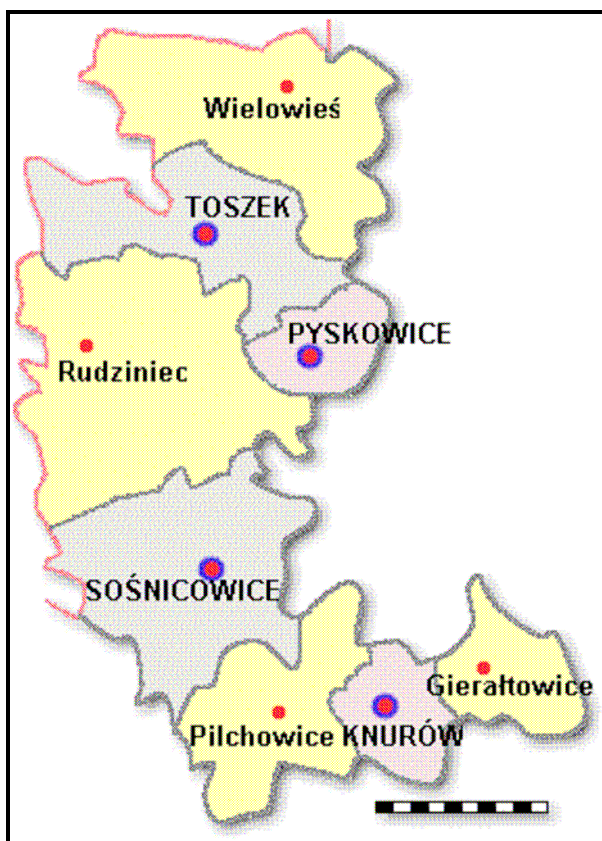 Wielowieś
TOSZEK
PYSKOWICE
Rudziniec
SOŚNICOWICE
Gierałtowice
Pilchowice KNURÓW